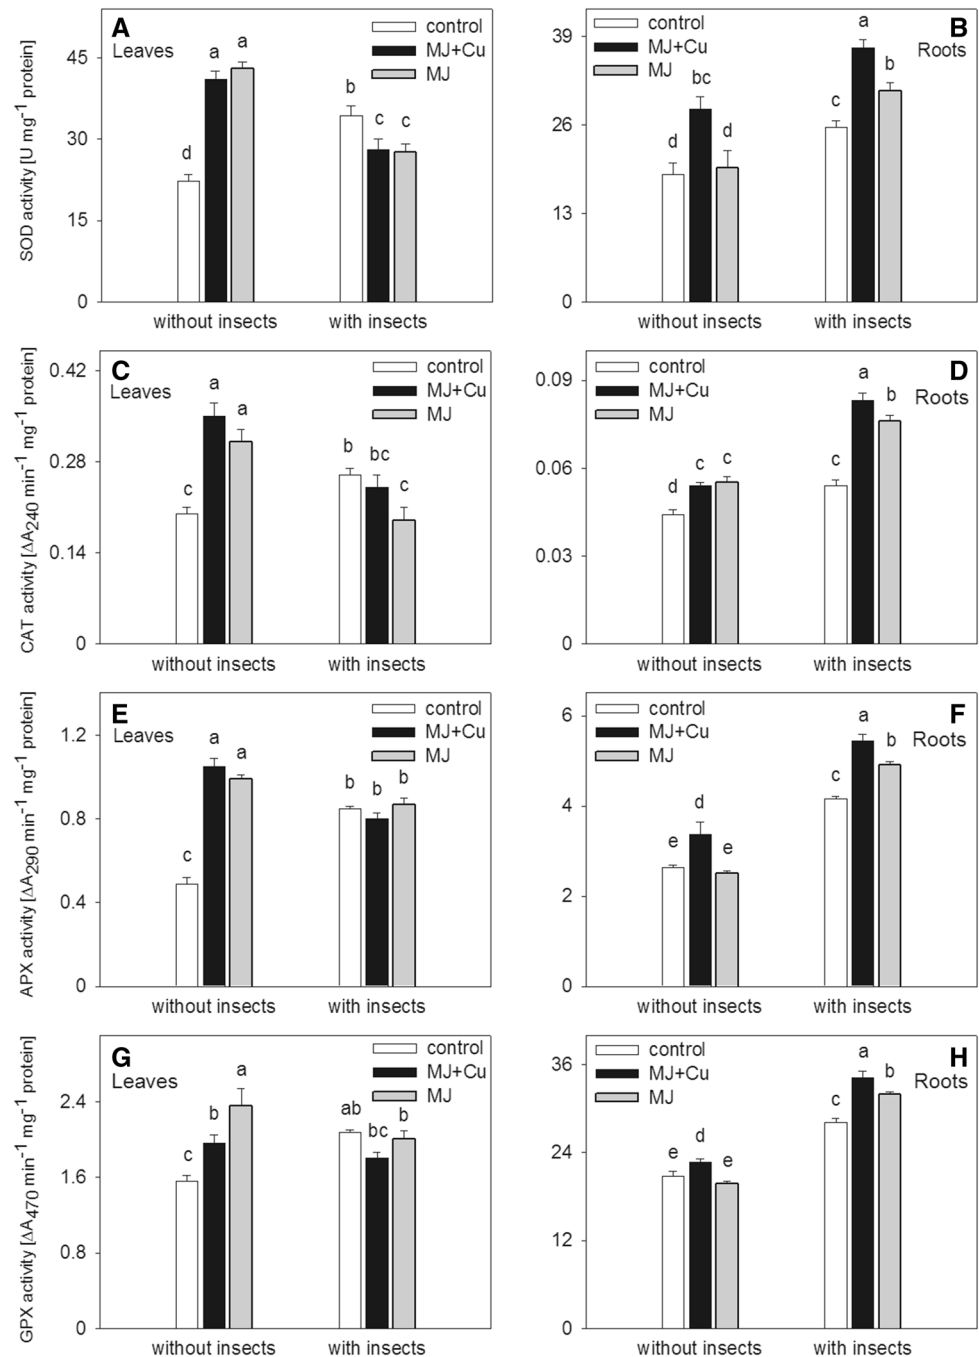 SOD activity [U mg⁻¹ protein]
A
Leaves
control
MJ+Cu
MJ
45
30
15
0
d
a
a
b
c
c
without insects
with insects
B
Roots
control
MJ+Cu
MJ
39
26
13
0
d
bc
d
c
a
b
without insects
with insects
CAT activity [ΔA₂₄₀ min⁻¹ mg⁻¹ protein]
C
Leaves
control
MJ+Cu
MJ
0.42
0.28
0.14
0
c
a
a
b
bc
c
without insects
with insects
D
Roots
control
MJ+Cu
MJ
0.09
0.06
0.03
0
d
c
c
c
a
b
without insects
with insects
APX activity [ΔA₂₉₀ min⁻¹ mg⁻¹ protein]
E
Leaves
control
MJ+Cu
MJ
1.2
0.8
0.4
0
c
a
a
b
b
b
without insects
with insects
F
Roots
control
MJ+Cu
MJ
6
4
2
0
e
d
e
c
a
b
without insects
with insects
GPX activity [ΔA₄₇₀ min⁻¹ mg⁻¹ protein]
G
Leaves
control
MJ+Cu
MJ
2.4
1.6
0.8
0
c
b
a
ab
bc
b
without insects
with insects
H
Roots
control
MJ+Cu
MJ
36
24
12
0
e
d
e
c
a
b
without insects
with insects